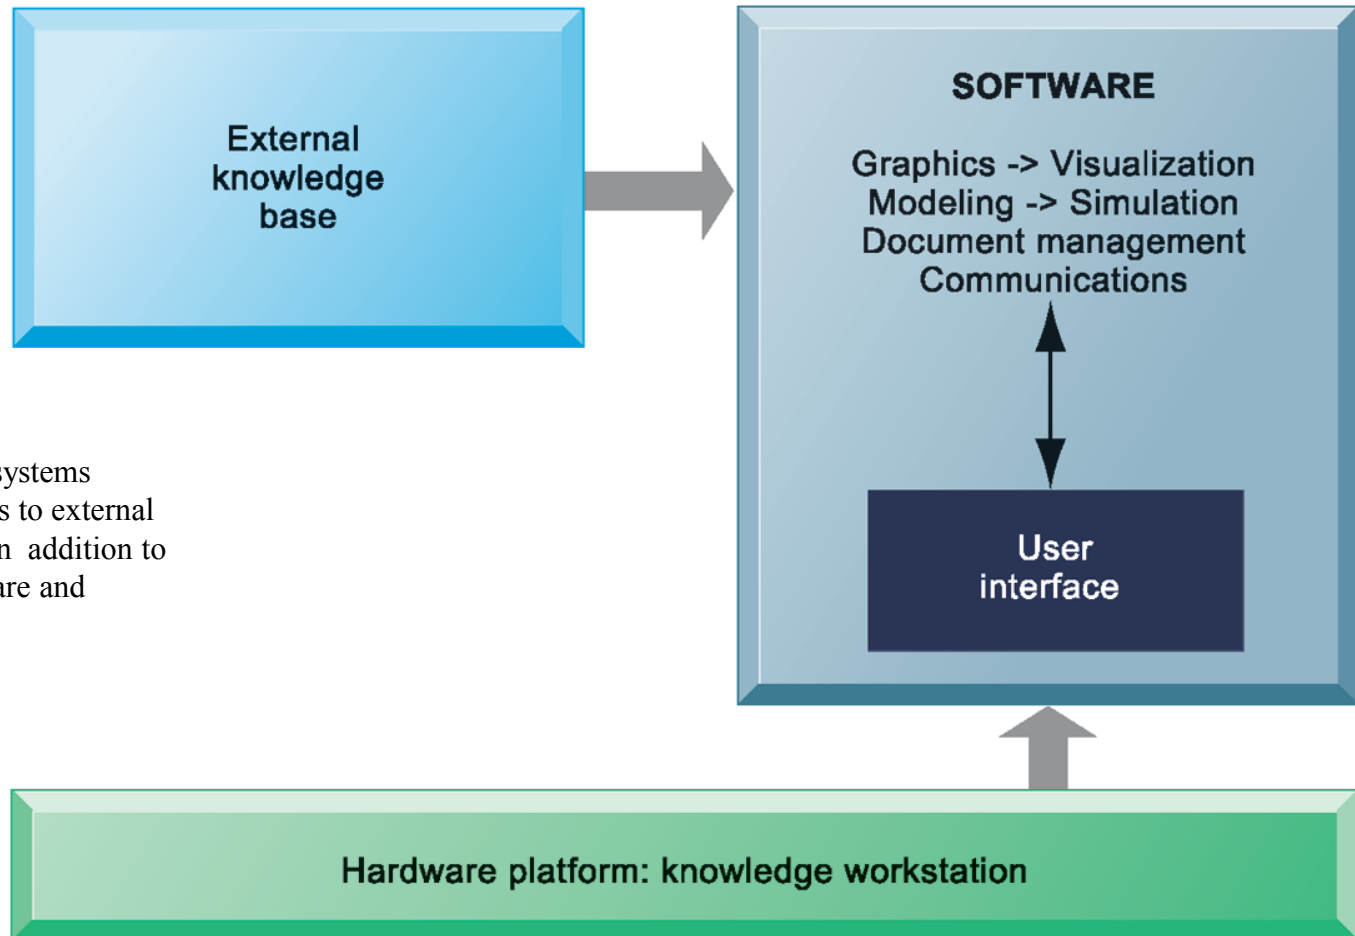 External
knowledge
base
SOFTWARE
Graphics -> Visualization
Modeling -> Simulation
Document management
Communications
User
interface
systems
s to external
n addition to
are and
Hardware platform: knowledge workstation